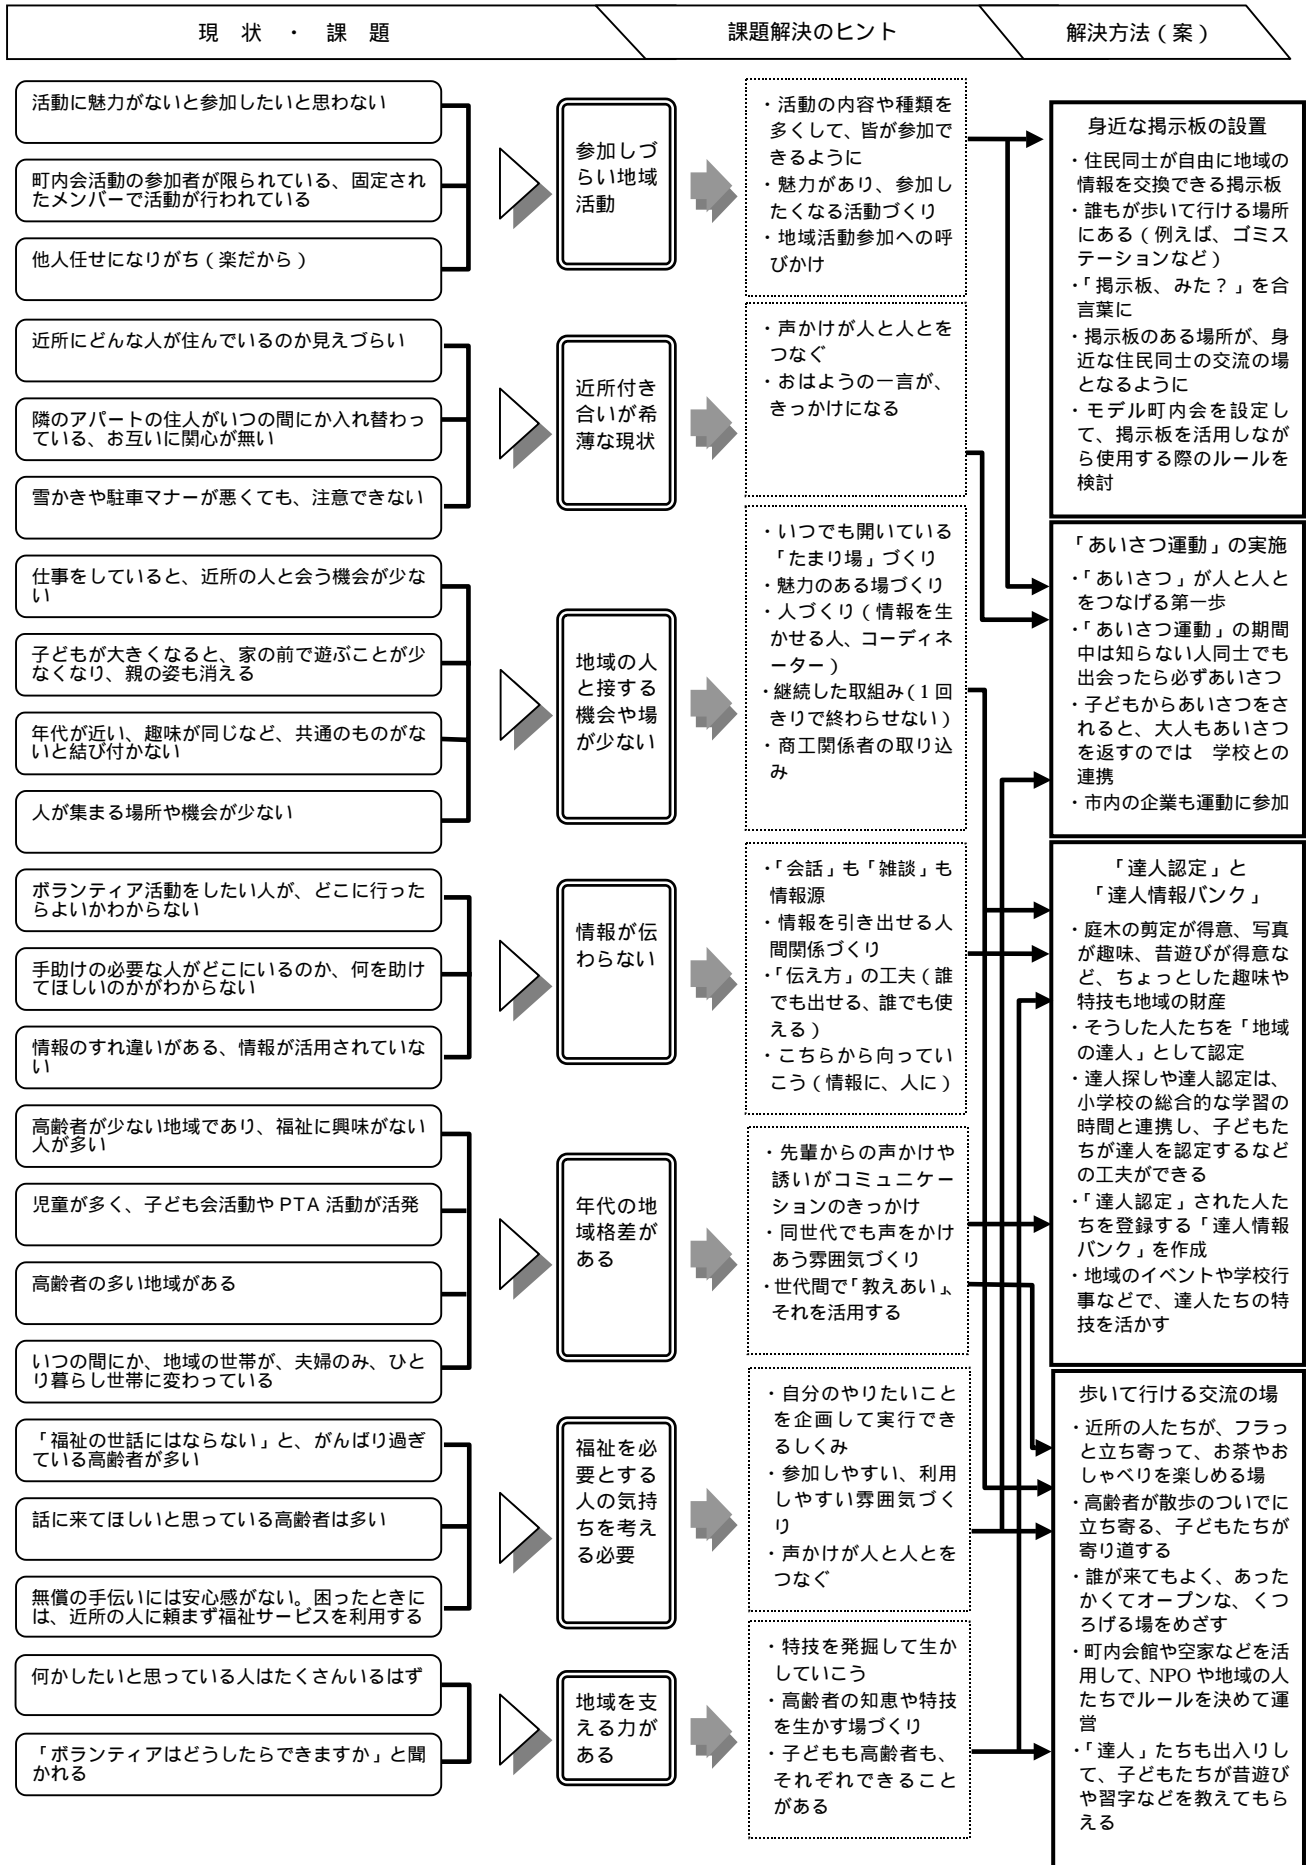 現　状　・　課　題
課題解決のヒント
解決方法（案）
活動に魅力がないと参加したいと思わない
町内会活動の参加者が限られている、固定され
たメンバーで活動が行われている
他人任せになりがち（楽だから）
参加しづ
らい地域
活動
・活動の内容や種類を
多くして、皆が参加で
きるように
・魅力があり、参加し
たくなる活動づくり
・地域活動参加への呼
びかけ
近所にどんな人が住んでいるのか見えづらい
隣のアパートの住人がいつの間にか入れ替わっ
ている、お互いに関心が無い
雪かきや駐車マナーが悪くても、注意できない
近所付き
合いが希
薄な現状
・声かけが人と人とを
つなぐ
・おはようの一言が、
きっかけになる
仕事をしていると、近所の人と会う機会が少な
い
子どもが大きくなると、家の前で遊ぶことが少
なくなり、親の姿も消える
年代が近い、趣味が同じなど、共通のものがな
いと結び付かない
人が集まる場所や機会が少ない
地域の人
と接する
機会や場
が少ない
・いつでも開いている
「たまり場」づくり
・魅力のある場づくり
・人づくり（情報を生
かせる人、コーディネ
ーター）
・継続した取組み（1 回
きりで終わらせない）
・商工関係者の取り込
み
ボランティア活動をしたい人が、どこに行った
らよいかわからない
手助けの必要な人がどこにいるのか、何を助け
てほしいのかがわからない
情報のすれ違いがある、情報が活用されていな
い
情報が伝
わらない
・「会話」も「雑談」も
情報源
・情報を引き出せる人
間関係づくり
・「伝え方」の工夫（誰
でも出せる、誰でも使
える）
・こちらから向ってい
こう（情報に、人に）
高齢者が少ない地域であり、福祉に興味がない
人が多い
児童が多く、子ども会活動や PTA 活動が活発
高齢者の多い地域がある
いつの間にか、地域の世帯が、夫婦のみ、ひと
り暮らし世帯に変わっている
年代の地
域格差が
ある
・先輩からの声かけや
誘いがコミュニケー
ションのきっかけ
・同世代でも声をかけ
あう雰囲気づくり
・世代間で「教えあい」、
それを活用する
「福祉の世話にはならない」と、がんばり過ぎ
ている高齢者が多い
話に来てほしいと思っている高齢者は多い
無償の手伝いには安心感がない。困ったときに
は、近所の人に頼まず福祉サービスを利用する
福祉を必
要とする
人の気持
ちを考え
る必要
・自分のやりたいこと
を企画して実行でき
るしくみ
・参加しやすい、利用
しやすい雰囲気づく
り
・声かけが人と人とを
つなぐ
何かしたいと思っている人はたくさんいるはず
「ボランティアはどうしたらできますか」と聞
かれる
地域を支
える力が
ある
・特技を発掘して生か
していこう
・高齢者の知恵や特技
を生かす場づくり
・子どもも高齢者も、
それぞれできること
がある
身近な掲示板の設置
・住民同士が自由に地域の
情報を交換できる掲示板
・誰もが歩いて行ける場所
にある（例えば、ゴミス
テーションなど）
・「掲示板、みた？」を合
言葉に
・掲示板のある場所が、身
近な住民同士の交流の場
となるように
・モデル町内会を設定し
て、掲示板を活用しなが
ら使用する際のルールを
検討
「あいさつ運動」の実施
・「あいさつ」が人と人と
をつなげる第一歩
・「あいさつ運動」の期間
中は知らない人同士でも
出会ったら必ずあいさつ
・子どもからあいさつをさ
れると、大人もあいさつ
を返すのでは　学校との
連携
・市内の企業も運動に参加
「達人認定」と
「達人情報バンク」
・庭木の剪定が得意、写真
が趣味、昔遊びが得意な
ど、ちょっとした趣味や
特技も地域の財産
・そうした人たちを「地域
の達人」として認定
・達人探しや達人認定は、
小学校の総合的な学習の
時間と連携し、子どもた
ちが達人を認定するなど
の工夫ができる
・「達人認定」された人た
ちを登録する「達人情報
バンク」を作成
・地域のイベントや学校行
事などで、達人たちの特
技を活かす
歩いて行ける交流の場
・近所の人たちが、フラっ
と立ち寄って、お茶やお
しゃべりを楽しめる場
・高齢者が散歩のついでに
立ち寄る、子どもたちが
寄り道する
・誰が来てもよく、あった
かくてオープンな、くつ
ろげる場をめざす
・町内会館や空家などを活
用して、NPO や地域の人
たちでルールを決めて運
営
・「達人」たちも出入りし
て、子どもたちが昔遊び
や習字などを教えてもら
える